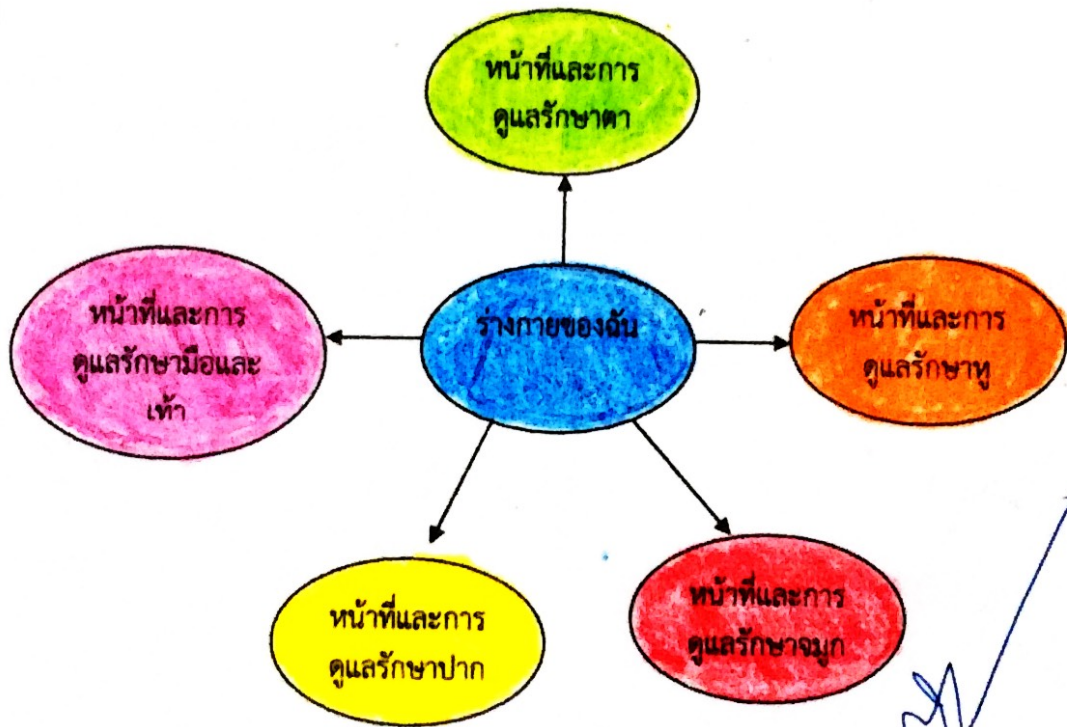 หน้าที่และการ
ดูแลรักษาตา
หน้าที่และการ
ดูแลรักษามือและ
เท้า
ร่างกายของฉัน
หน้าที่และการ
ดูแลรักษาหู
หน้าที่และการ
ดูแลรักษาปาก
หน้าที่และการ
ดูแลรักษาจมูก